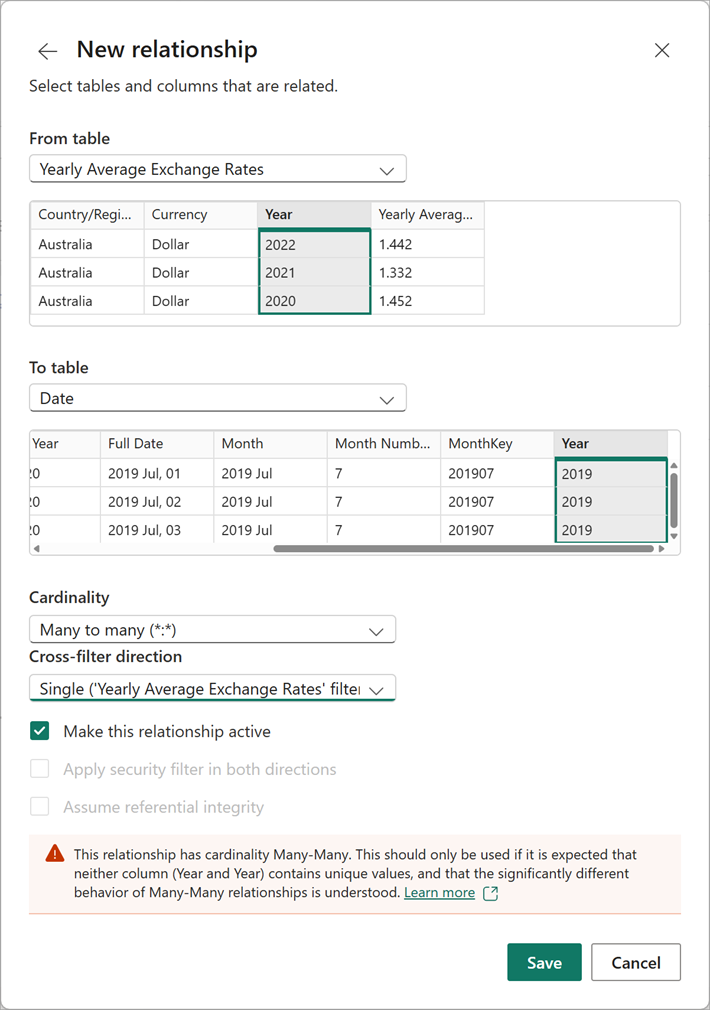 New relationship
Select tables and columns that are related.
From table
Yearly Average Exchange Rates
Country/Regi... Currency Year Yearly Averag...
Australia Dollar 2022 1.442
Australia Dollar 2021 1.332
Australia Dollar 2020 1.452
To table
Date
Year Full Date Month Month Numb... MonthKey Year
20 2019 Jul, 01 2019 Jul 7 201907 2019
20 2019 Jul, 02 2019 Jul 7 201907 2019
20 2019 Jul, 03 2019 Jul 7 201907 2019
Cardinality
Many to many (*:*)
Cross-filter direction
Single ('Yearly Average Exchange Rates' filte
Make this relationship active
Apply security filter in both directions
Assume referential integrity
This relationship has cardinality Many-Many. This should only be used if it is expected that
neither column (Year and Year) contains unique values, and that the significantly different
behavior of Many-Many relationships is understood. Learn more
Save Cancel